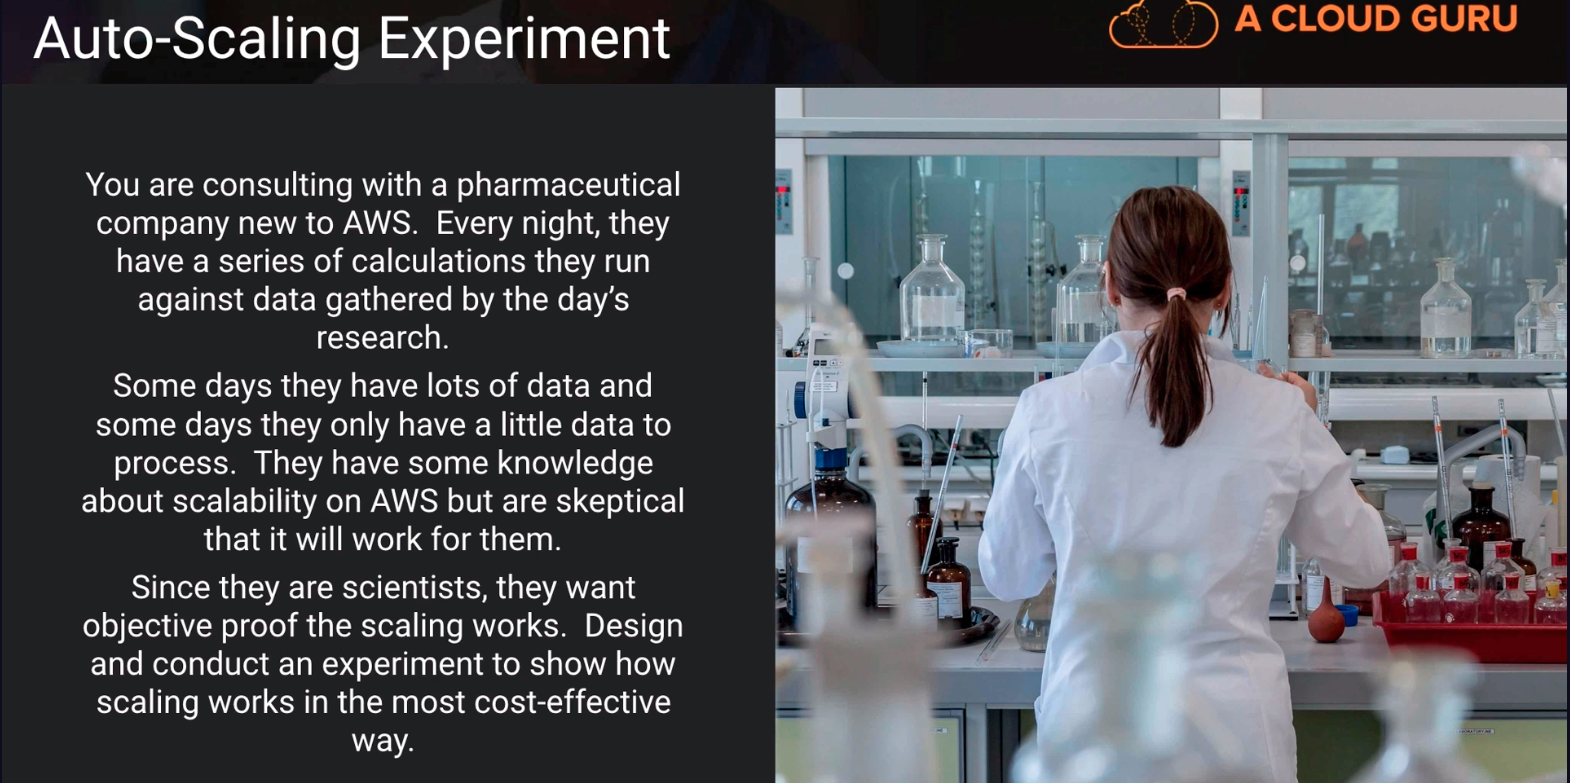 Auto-Scaling Experiment
A CLOUD GURU
You are consulting with a pharmaceutical
company new to AWS.  Every night, they
have a series of calculations they run
against data gathered by the day’s
research.
Some days they have lots of data and
some days they only have a little data to
process.  They have some knowledge
about scalability on AWS but are skeptical
that it will work for them.
Since they are scientists, they want
objective proof the scaling works.  Design
and conduct an experiment to show how
scaling works in the most cost-effective
way.